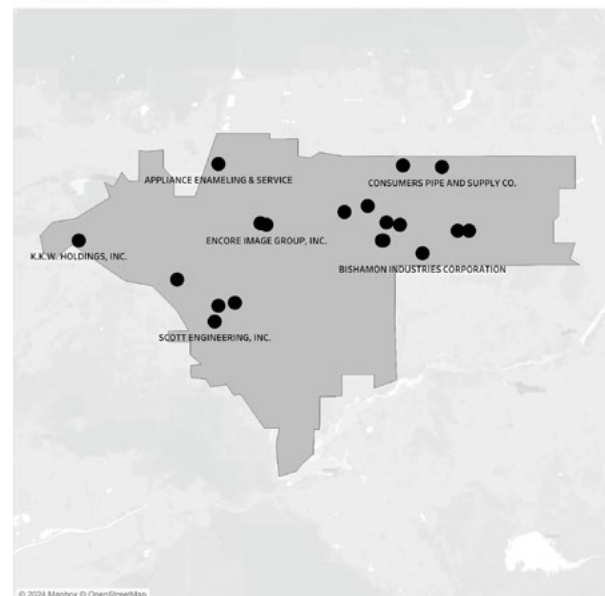 APPLIANCE ENAMELING & SERVICE
CONSUMERS PIPE AND SUPPLY CO.
ENCORE IMAGE GROUP, INC.
K.K.W. HOLDINGS, INC.
BISHAMON INDUSTRIES CORPORATION
SCOTT ENGINEERING, INC.
© 2024 Mapbox © OpenStreetMap